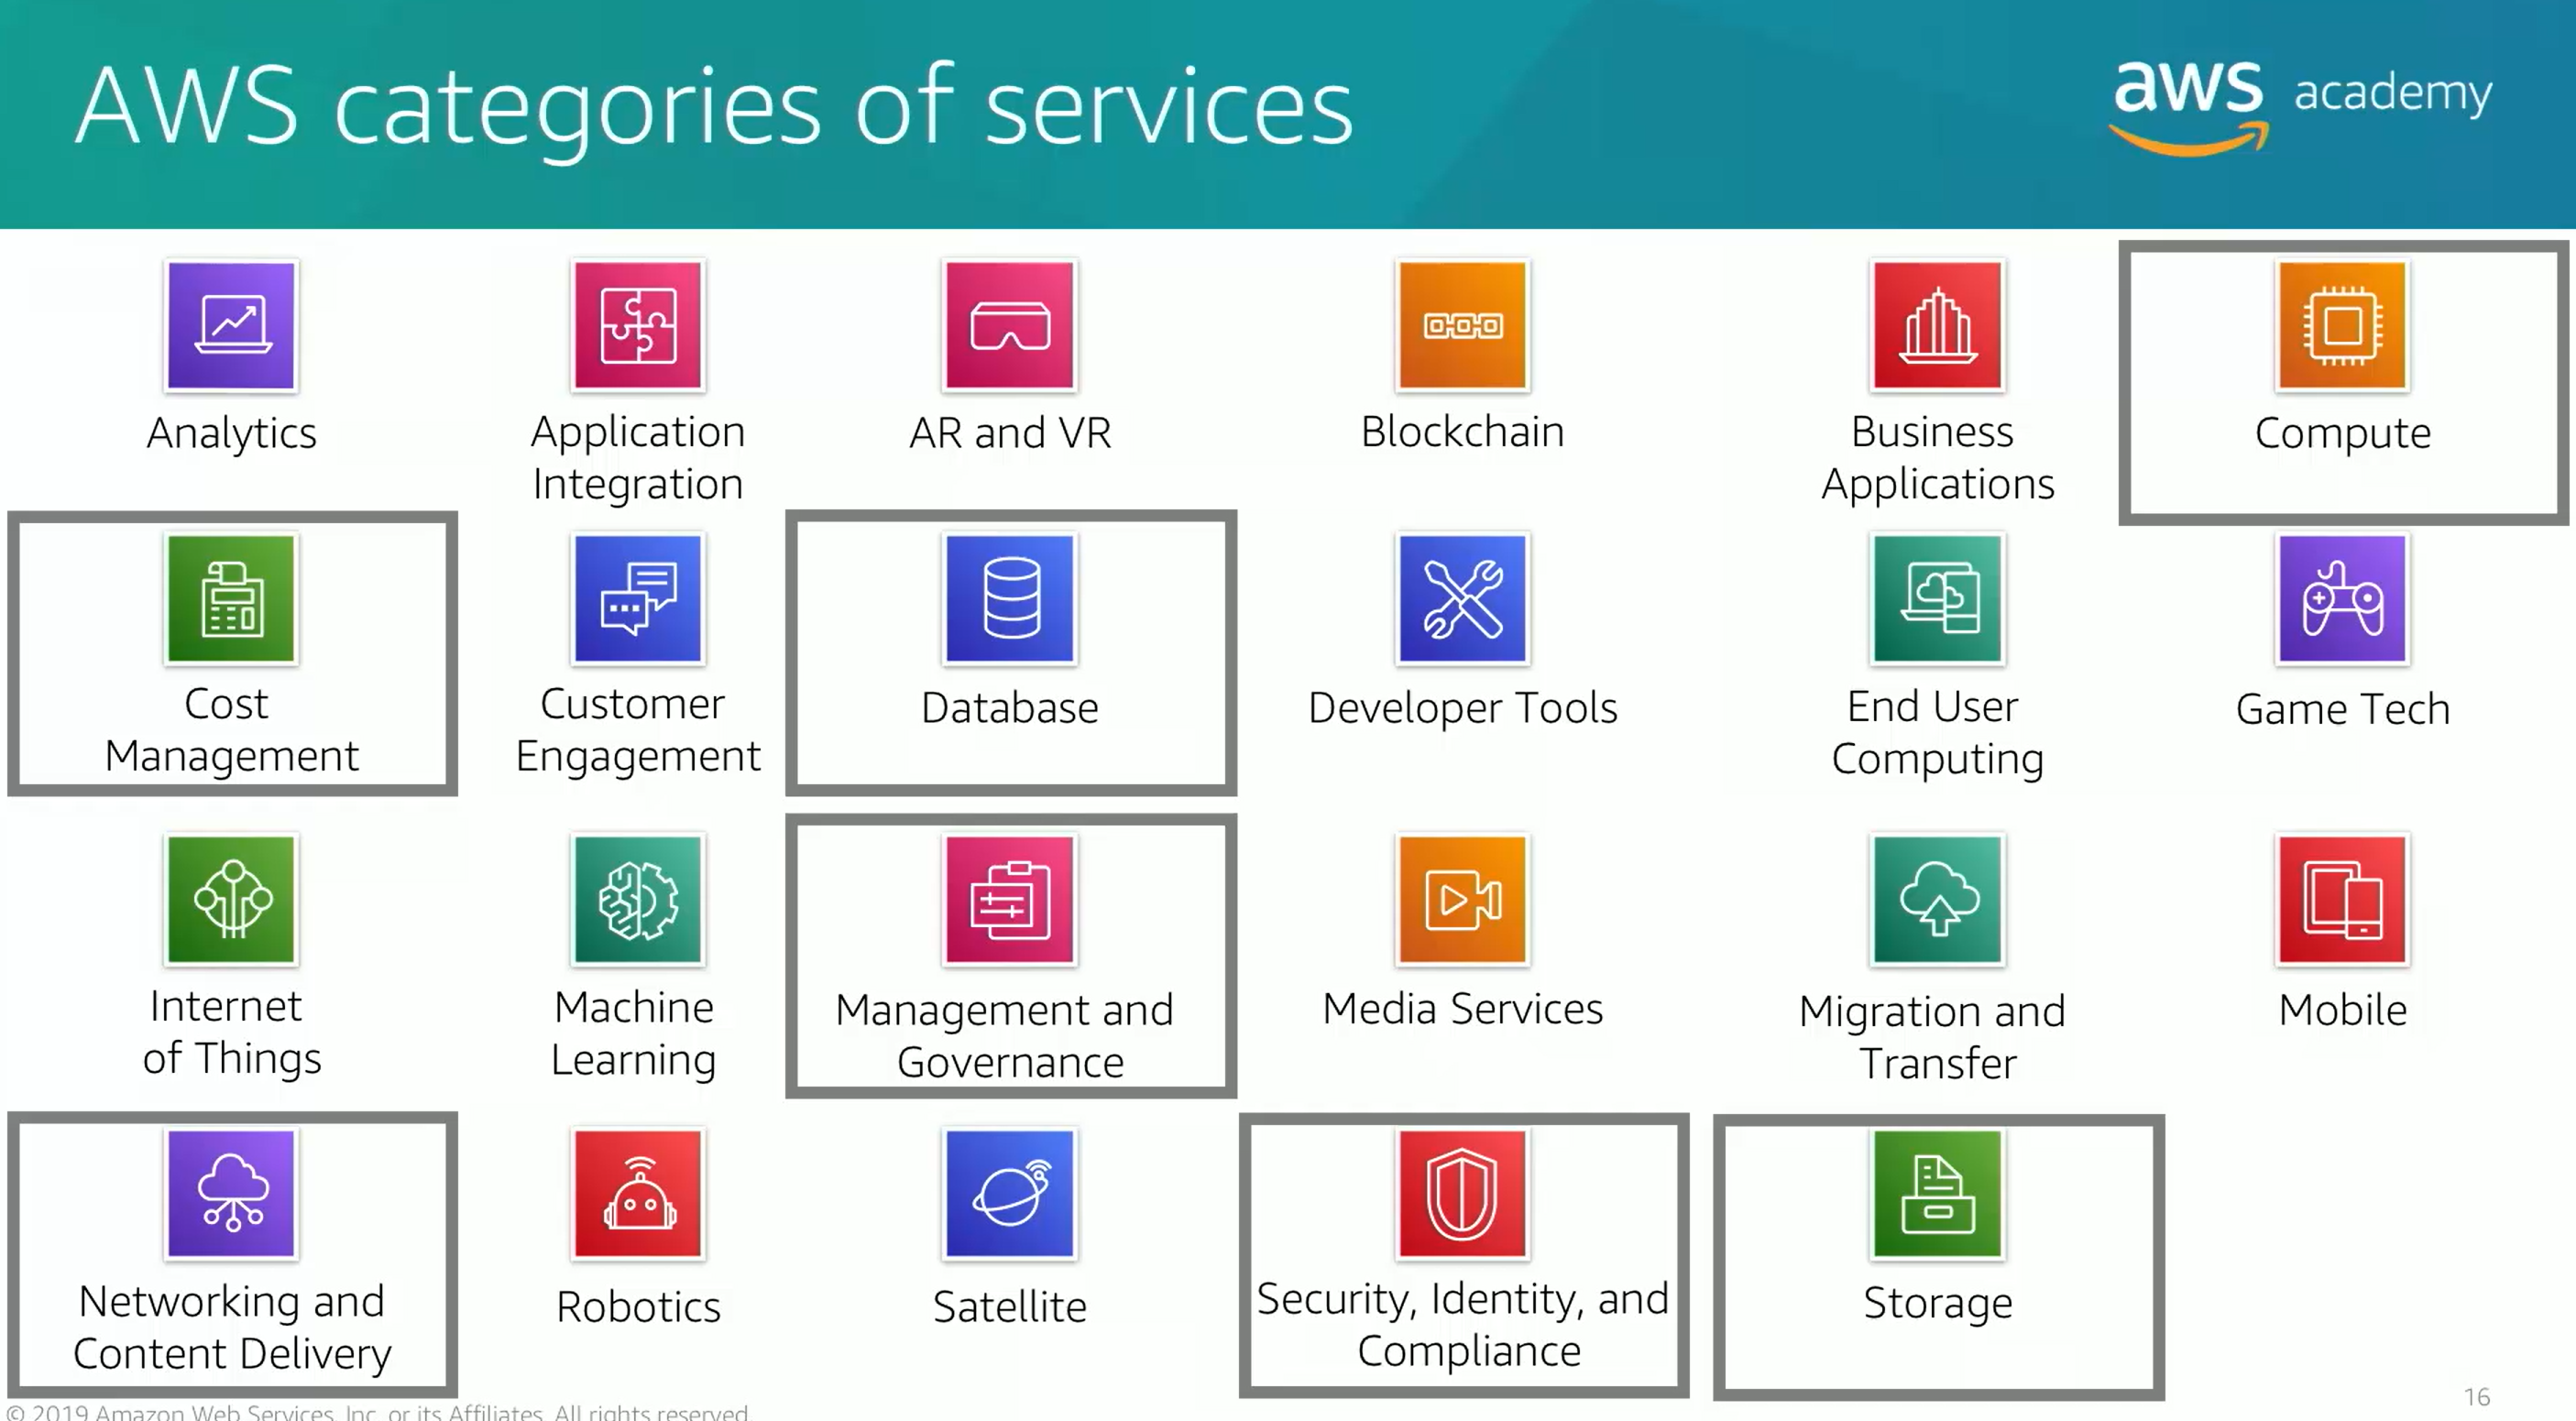 AWS categories of services
aws academy
Analytics
Application
Integration
AR and VR
Blockchain
Business
Applications
Compute
Cost
Management
Customer
Engagement
Database
Developer Tools
End User
Computing
Game Tech
Internet
of Things
Machine
Learning
Management and
Governance
Media Services
Migration and
Transfer
Mobile
Networking and
Content Delivery
Robotics
Satellite
Security, Identity, and
Compliance
Storage
16
© 2019 Amazon Web Services, Inc. or its Affiliates. All rights reserved.